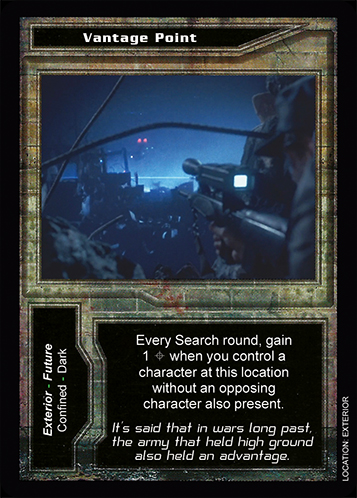 Vantage Point
Every Search round, gain
1 ⌖ when you control a
character at this location
without an opposing
character also present.
It's said that in wars long past,
the army that held high ground
also held an advantage.
Exterior - Future
Confined - Dark
LOCATION: EXTERIOR